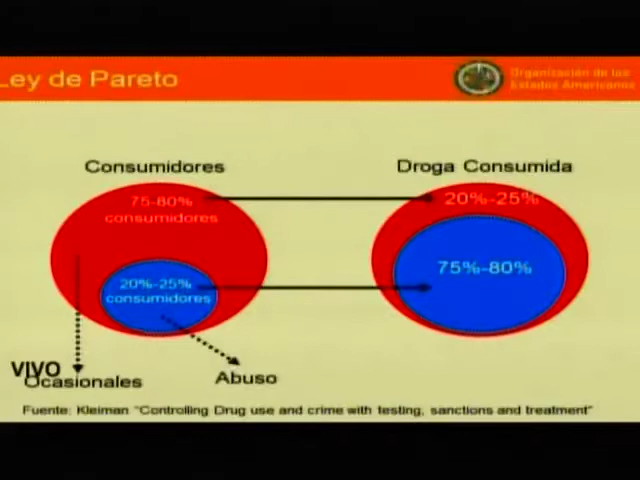 Ley de Pareto
Organización de los
Estados Americanos
Consumidores
Droga Consumida
75-80%
consumidores
20%-25%
20%-25%
consumidores
75%-80%
VIVO
Ocasionales
Abuso
Fuente: Kleiman "Controlling Drug use and crime with testing, sanctions and treatment"